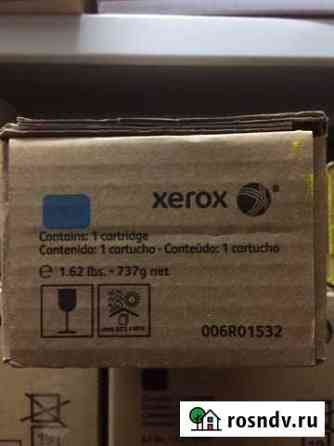 xerox
Contains: 1 cartridge
Contenido: 1 cartucho - Conteúdo: 1 cartucho
℮ 1.62 lbs. - 737g net
006R01532
rosndv.ru